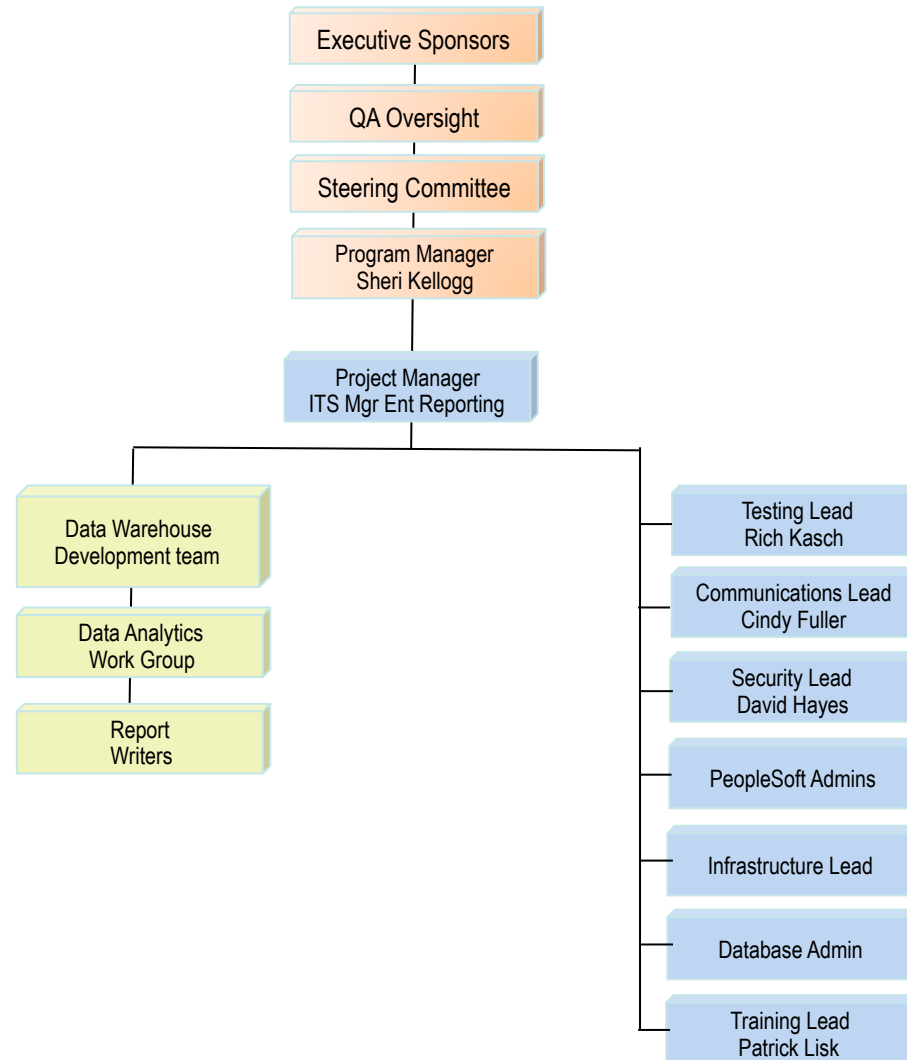 Executive Sponsors
QA Oversight
Steering Committee
Program Manager
Sheri Kellogg
Project Manager
ITS Mgr Ent Reporting
Data Warehouse
Development team
Data Analytics
Work Group
Report
Writers
Testing Lead
Rich Kasch
Communications Lead
Cindy Fuller
Security Lead
David Hayes
PeopleSoft Admins
Infrastructure Lead
Database Admin
Training Lead
Patrick Lisk